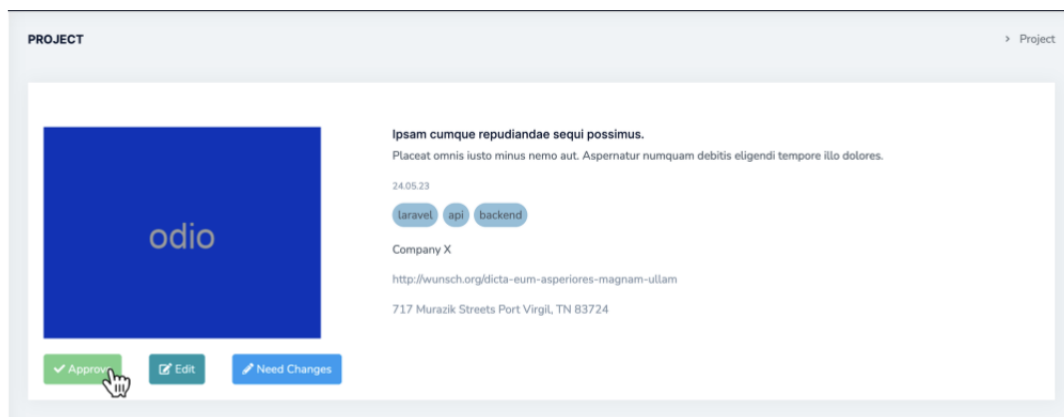 PROJECT
> Project
odio
Ipsam cumque repudiandae sequi possimus.
Placeat omnis iusto minus nemo aut. Aspernatur numquam debitis eligendi tempore illo dolores.
24.05.23
laravel api backend
Company X
http://wunsch.org/dicta-eum-asperiores-magnam-ullam
717 Murazik Streets Port Virgil, TN 83724
Approve Edit Need Changes